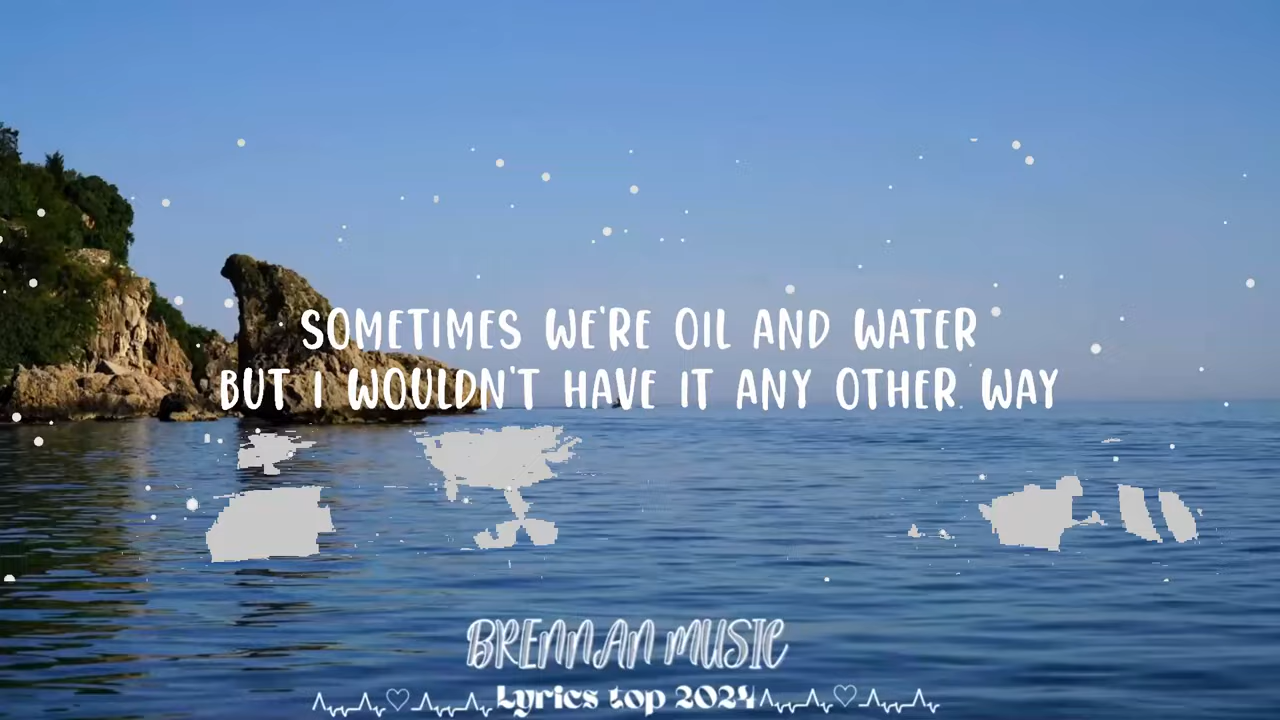 SOMETIMES WE'RE OIL AND WATER
BUT I WOULDN'T HAVE IT ANY OTHER WAY
BRENNAN MUSIC
Lyrics top 2024